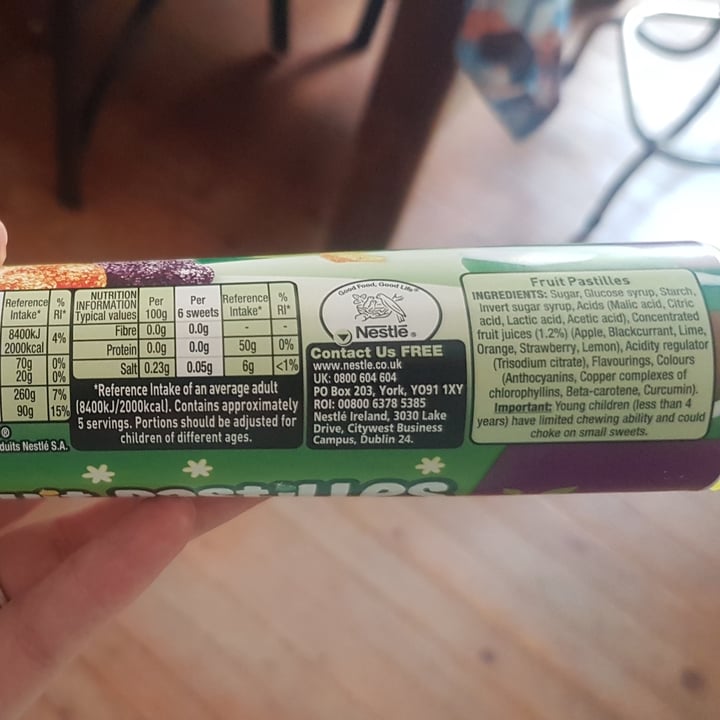 Reference Intake* % RI*
8400kJ 2000kcal 4%
70g 0%
20g 0%
260g 7%
90g 15%
®
duits Nestlé S.A.
NUTRITION INFORMATION Typical values Per 100g Per 6 sweets Reference Intake* % RI*
Fibre 0.0g 0.0g - -
Protein 0.0g 0.0g 50g 0%
Salt 0.23g 0.05g 6g <1%
*Reference Intake of an average adult
(8400kJ/2000kcal). Contains approximately
5 servings. Portions should be adjusted for
children of different ages.
Good Food, Good Life®
Nestlé®
Contact Us FREE
www.nestle.co.uk
UK: 0800 604 604
PO Box 203, York, YO91 1XY
ROI: 00800 6378 5385
Nestlé Ireland, 3030 Lake
Drive, Citywest Business
Campus, Dublin 24.
Fruit Pastilles
INGREDIENTS: Sugar, Glucose syrup, Starch,
Invert sugar syrup, Acids (Malic acid, Citric
acid, Lactic acid, Acetic acid), Concentrated
fruit juices (1.2%) (Apple, Blackcurrant, Lime,
Orange, Strawberry, Lemon), Acidity regulator
(Trisodium citrate), Flavourings, Colours
(Anthocyanins, Copper complexes of
chlorophyllins, Beta-carotene, Curcumin).
Important: Young children (less than 4
years) have limited chewing ability and could
choke on small sweets.
Pastilles